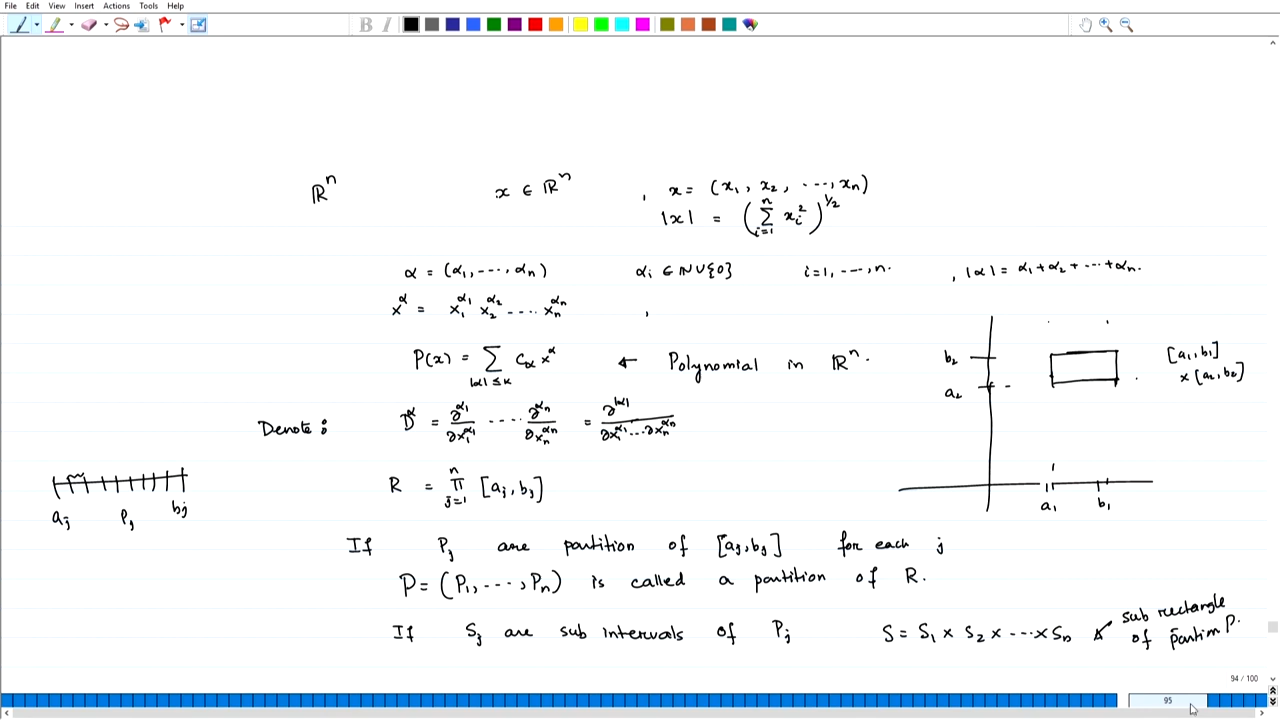 File Edit View Insert Actions Tools Help
B I
ℝⁿ x ∈ ℝⁿ , x = (x₁, x₂, ..., xₙ)
|x| = (∑_{i=1}^{n} xᵢ²)^{1/2}
α = (α₁, ---, αₙ) αᵢ ∈ ℕ∪{0} i=1, ---, n. , |α| = α₁+α₂+ ... +αₙ.
x^α = x₁^{α₁} x₂^{α₂} .... xₙ^{αₙ} ,
P(x) = ∑_{|α| ≤ k} C_α x^α ← Polynomial in ℝⁿ.
Denote : D^α = ∂^{α₁}/∂x₁^{α₁} .... ∂^{αₙ}/∂xₙ^{αₙ} = ∂^{|α|}/∂x₁^{α₁}...∂xₙ^{αₙ}
b₂
a₂
[a₁, b₁]
× [a₂, b₂]
a₁ b₁
R = ∏_{j=1}^{n} [aⱼ, bⱼ]
aⱼ Pⱼ bⱼ
If Pⱼ are partition of [aⱼ, bⱼ] for each j
P = (P₁, ---, Pₙ) is called a partition of R.
If Sⱼ are sub intervals of Pⱼ S = S₁ × S₂ × ... × Sₙ
sub rectangle
of partition P.
94 / 100
95